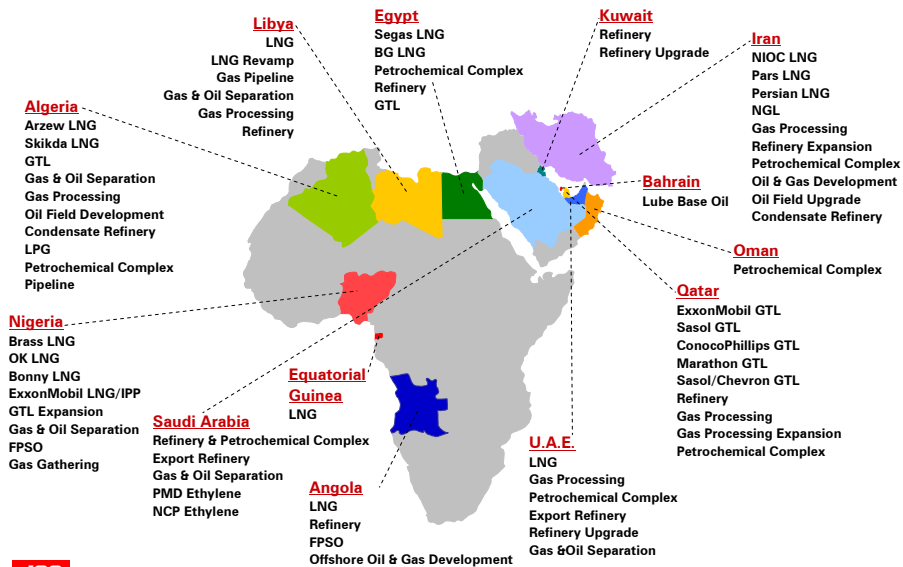 Libya
LNG
LNG Revamp
Gas Pipeline
Gas & Oil Separation
Gas Processing
Refinery
Egypt
Segas LNG
BG LNG
Petrochemical Complex
Refinery
GTL
Kuwait
Refinery
Refinery Upgrade
Iran
NIOC LNG
Pars LNG
Persian LNG
NGL
Gas Processing
Refinery Expansion
Petrochemical Complex
Oil & Gas Development
Oil Field Upgrade
Condensate Refinery
Algeria
Arzew LNG
Skikda LNG
GTL
Gas & Oil Separation
Gas Processing
Oil Field Development
Condensate Refinery
LPG
Petrochemical Complex
Pipeline
Bahrain
Lube Base Oil
Oman
Petrochemical Complex
Qatar
ExxonMobil GTL
Sasol GTL
ConocoPhillips GTL
Marathon GTL
Sasol/Chevron GTL
Refinery
Gas Processing
Gas Processing Expansion
Petrochemical Complex
Nigeria
Brass LNG
OK LNG
Bonny LNG
ExxonMobil LNG/IPP
GTL Expansion
Gas & Oil Separation
FPSO
Gas Gathering
Equatorial
Guinea
LNG
Saudi Arabia
Refinery & Petrochemical Complex
Export Refinery
Gas & Oil Separation
PMD Ethylene
NCP Ethylene
Angola
LNG
Refinery
FPSO
Offshore Oil & Gas Development
U.A.E.
LNG
Gas Processing
Petrochemical Complex
Export Refinery
Refinery Upgrade
Gas &Oil Separation